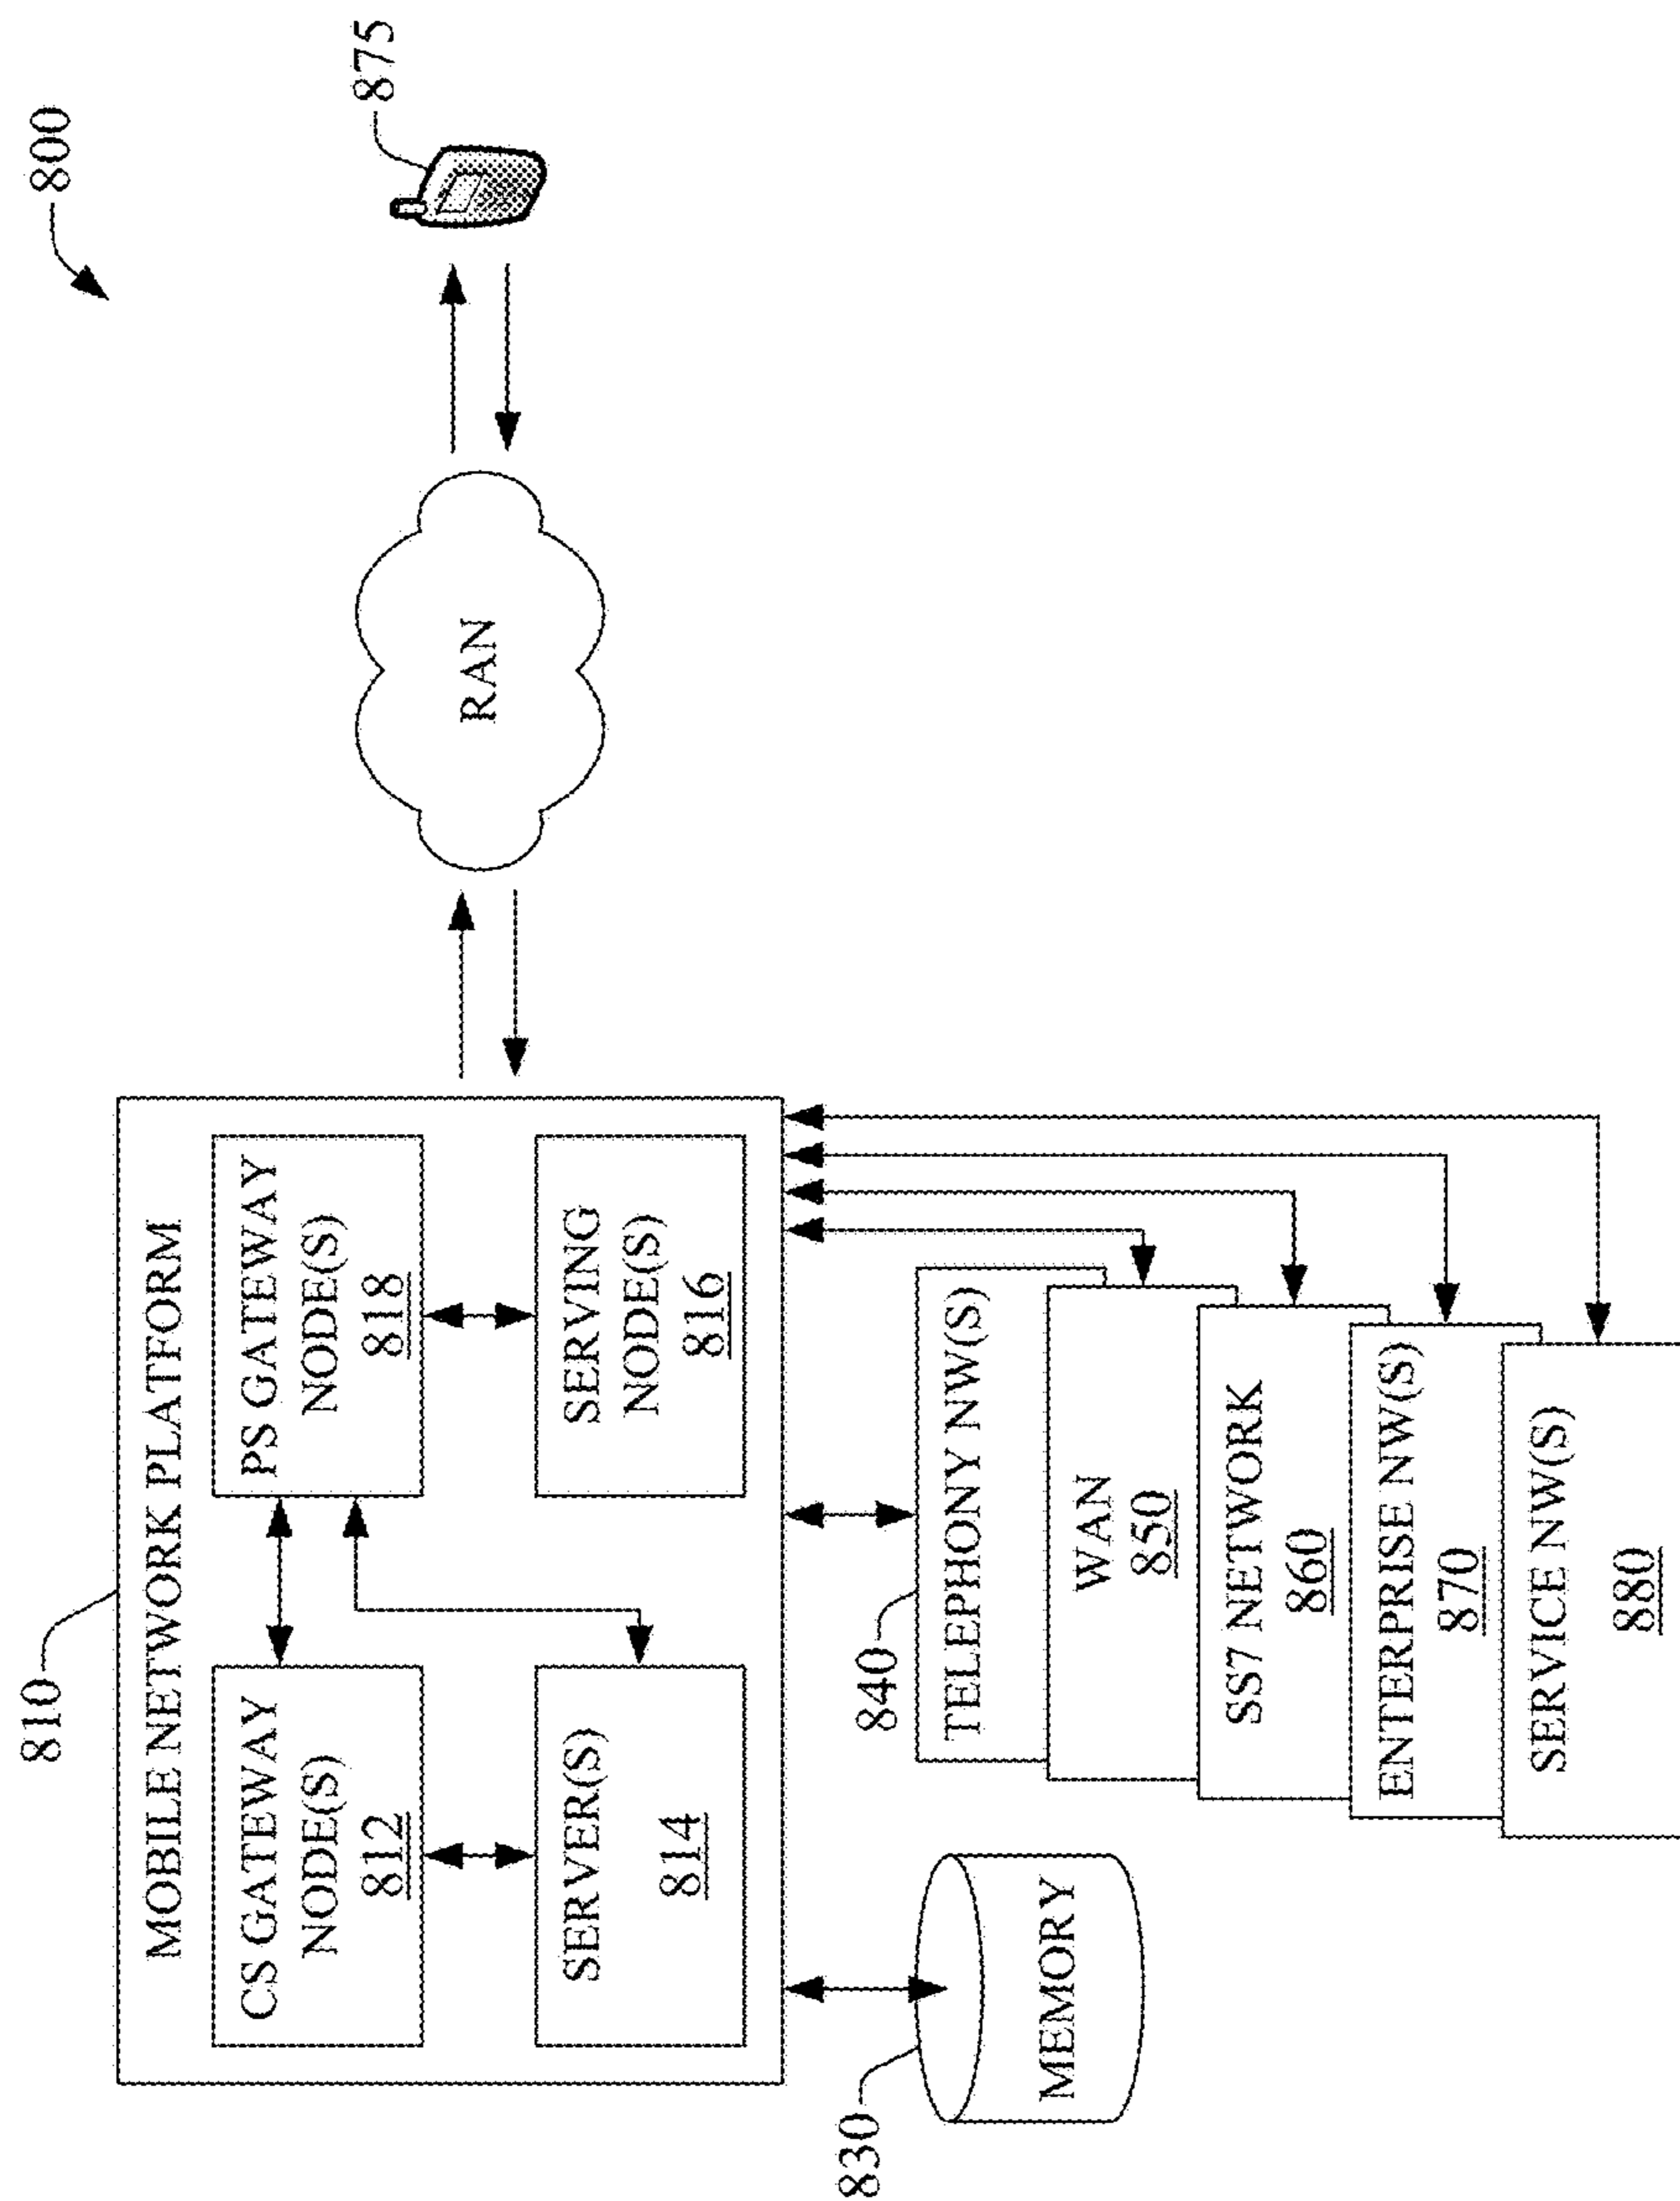 800
810
MOBILE NETWORK PLATFORM
CS GATEWAY
NODE(S)
812
PS GATEWAY
NODE(S)
818
SERVER(S)
814
SERVING
NODE(S)
816
RAN
875
830
MEMORY
840
TELEPHONY NW(S)
WAN
850
SS7 NETWORK
860
ENTERPRISE NW(S)
870
SERVICE NW(S)
880